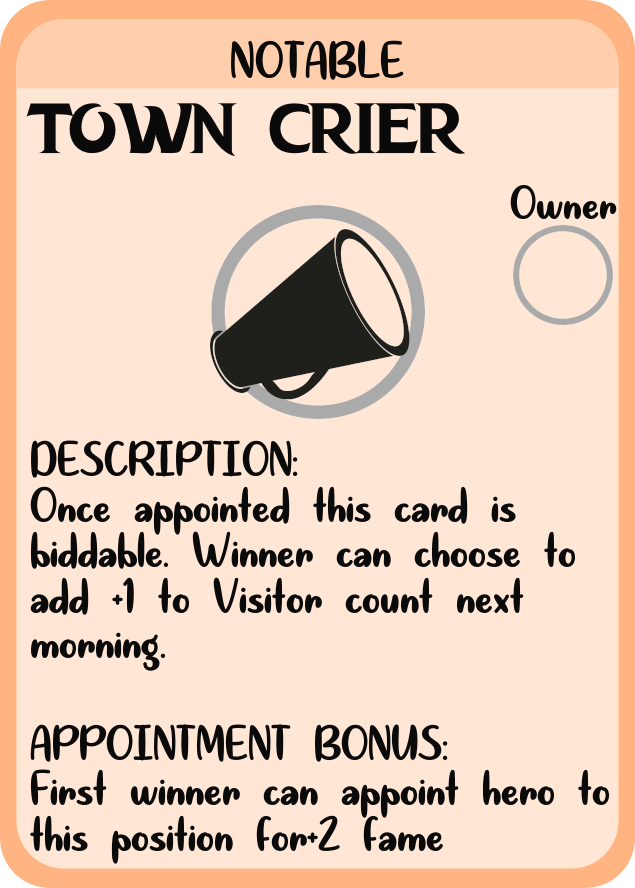 NOTABLE
TOWN CRIER
Owner
DESCRIPTION:
Once appointed this card is
biddable. Winner can choose to
add +1 to Visitor count next
morning.
APPOINTMENT BONUS:
First winner can appoint hero to
this position for+2 fame